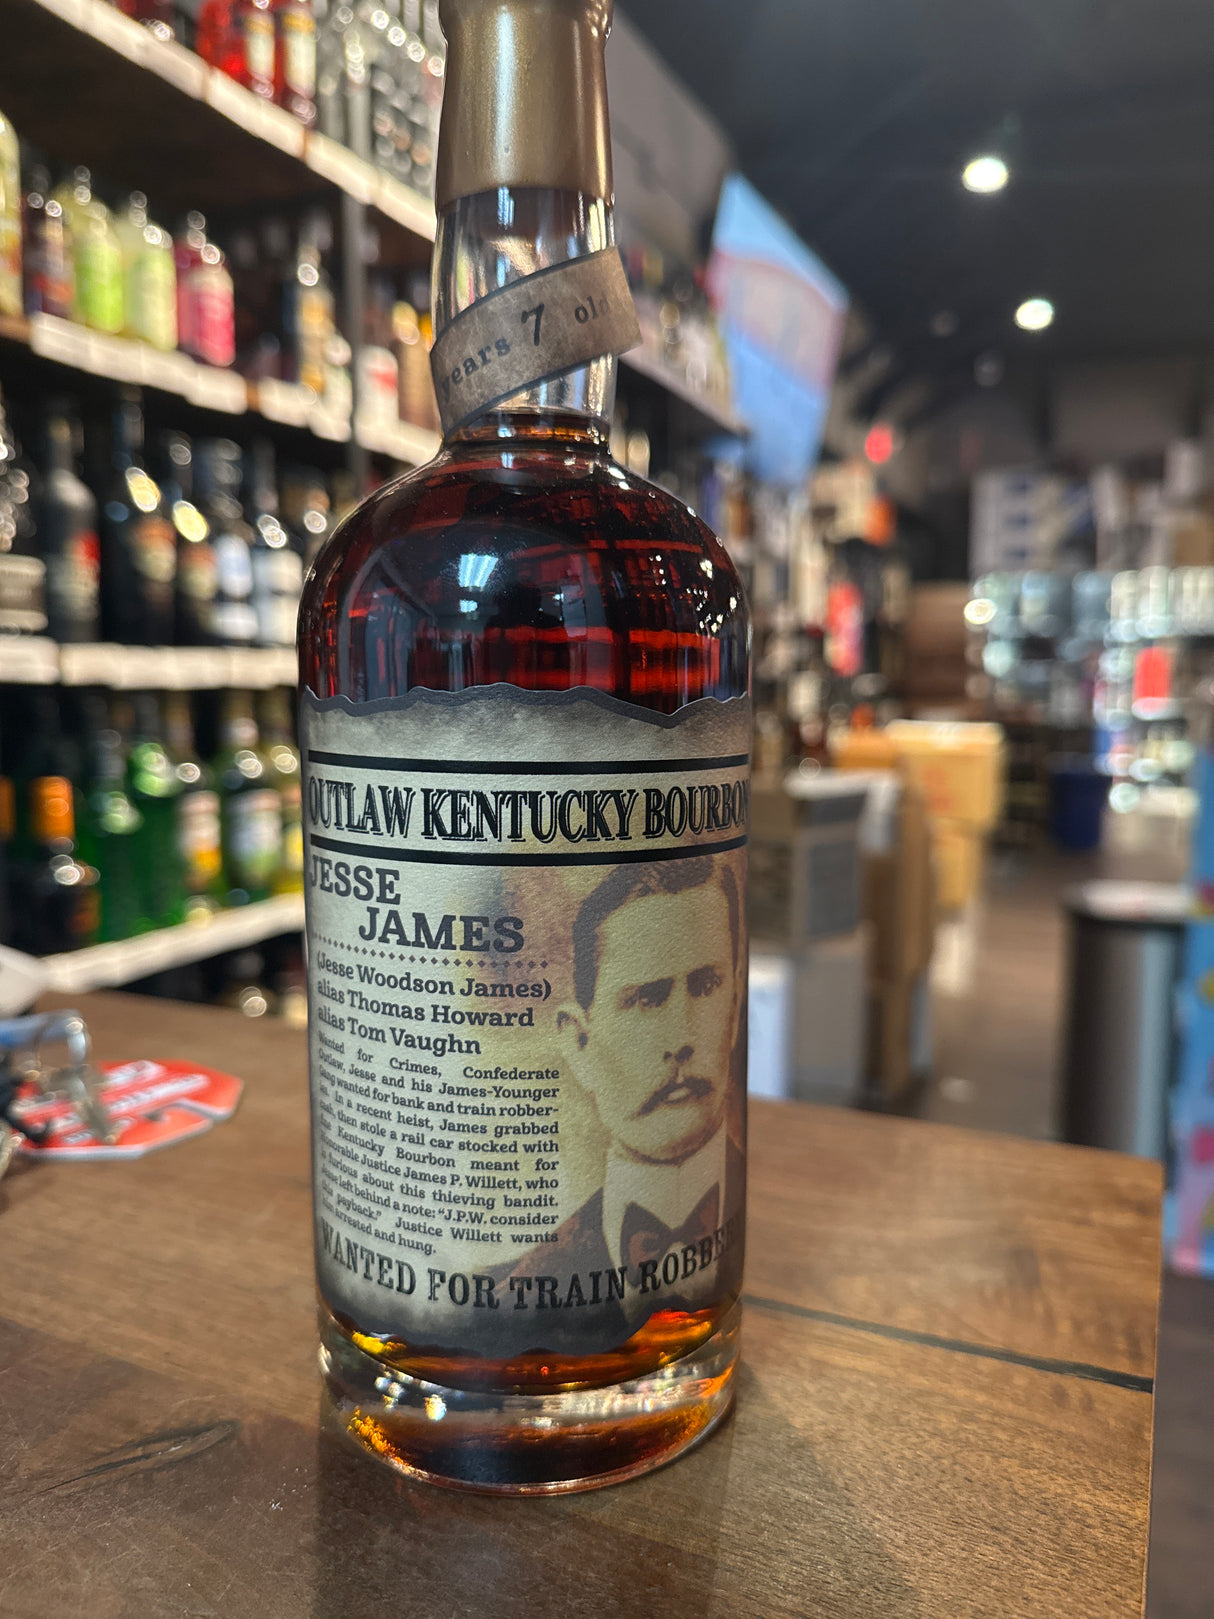 years 7 old
OUTLAW KENTUCKY BOURBON
JESSE
JAMES
(Jesse Woodson James)
alias Thomas Howard
alias Tom Vaughn
Wanted for Crimes, Confederate
Outlaw, Jesse and his James-Younger
Gang wanted for bank and train robber-
ies. In a recent heist, James grabbed
cash, then stole a rail car stocked with
fine Kentucky Bourbon meant for
Honorable Justice James P. Willett, who
is furious about this thieving bandit.
left behind a note: "J.P.W. consider
this payback." Justice Willett wants
him arrested and hung.
WANTED FOR TRAIN ROBBERY